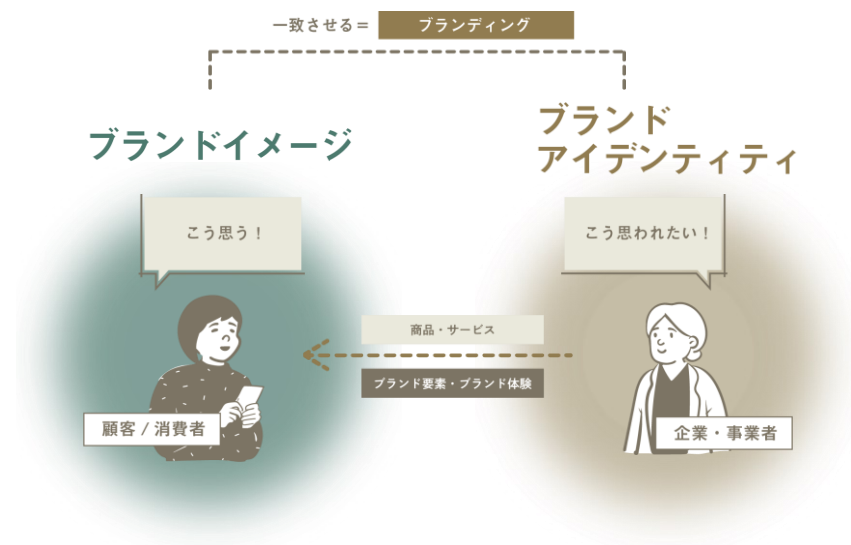 一致させる＝ ブランディング
ブランドイメージ
ブランド
アイデンティティ
こう思う！
こう思われたい！
商品・サービス
ブランド要素・ブランド体験
顧客 / 消費者
企業・事業者